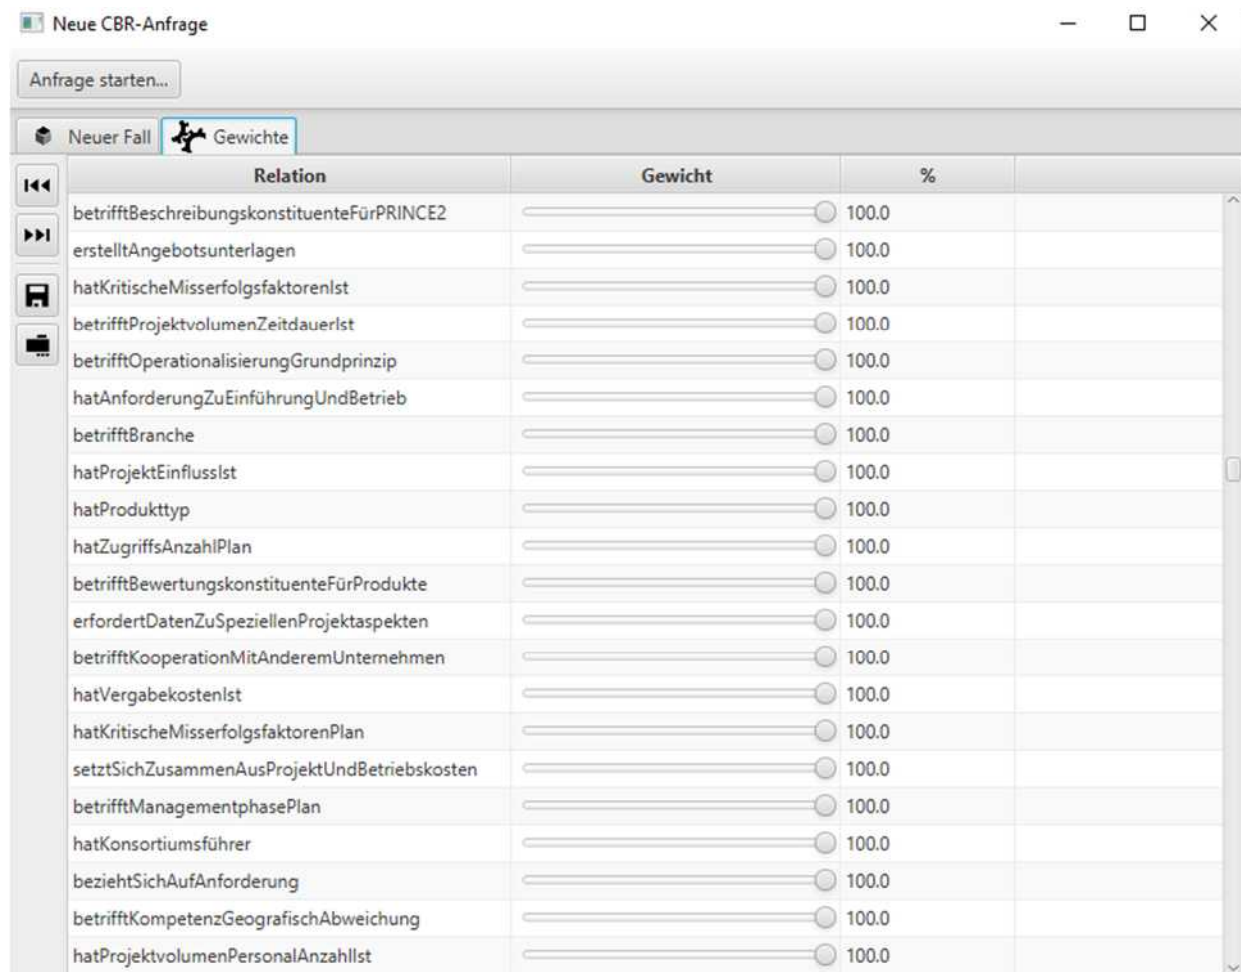 Neue CBR-Anfrage
Anfrage starten...
Neuer Fall Gewichte
Relation Gewicht %
betrifftBeschreibungskonstituenteFürPRINCE2 100.0
erstelltAngebotsunterlagen 100.0
hatKritischeMisserfolgsfaktorenIst 100.0
betrifftProjektvolumenZeitdauerIst 100.0
betrifftOperationalisierungGrundprinzip 100.0
hatAnforderungZuEinführungUndBetrieb 100.0
betrifftBranche 100.0
hatProjektEinflussIst 100.0
hatProdukttyp 100.0
hatZugriffsAnzahlPlan 100.0
betrifftBewertungskonstituenteFürProdukte 100.0
erfordertDatenZuSpeziellenProjektaspekten 100.0
betrifftKooperationMitAnderemUnternehmen 100.0
hatVergabekostenIst 100.0
hatKritischeMisserfolgsfaktorenPlan 100.0
setztSichZusammenAusProjektUndBetriebskosten 100.0
betrifftManagementphasePlan 100.0
hatKonsortiumsführer 100.0
beziehtSichAufAnforderung 100.0
betrifftKompetenzGeografischAbweichung 100.0
hatProjektvolumenPersonalAnzahlIst 100.0